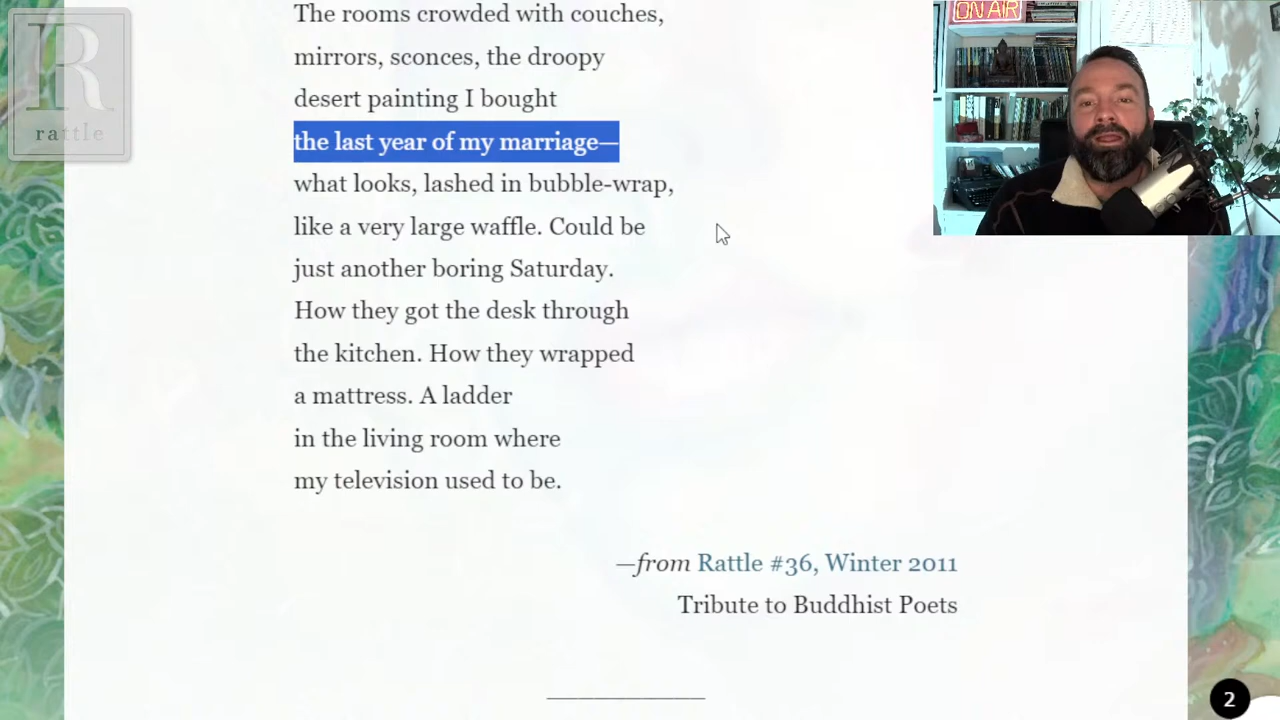 R
rattle
ON AIR
The rooms crowded with couches,
mirrors, sconces, the droopy
desert painting I bought
the last year of my marriage—
what looks, lashed in bubble-wrap,
like a very large waffle. Could be
just another boring Saturday.
How they got the desk through
the kitchen. How they wrapped
a mattress. A ladder
in the living room where
my television used to be.
—from Rattle #36, Winter 2011
Tribute to Buddhist Poets
2